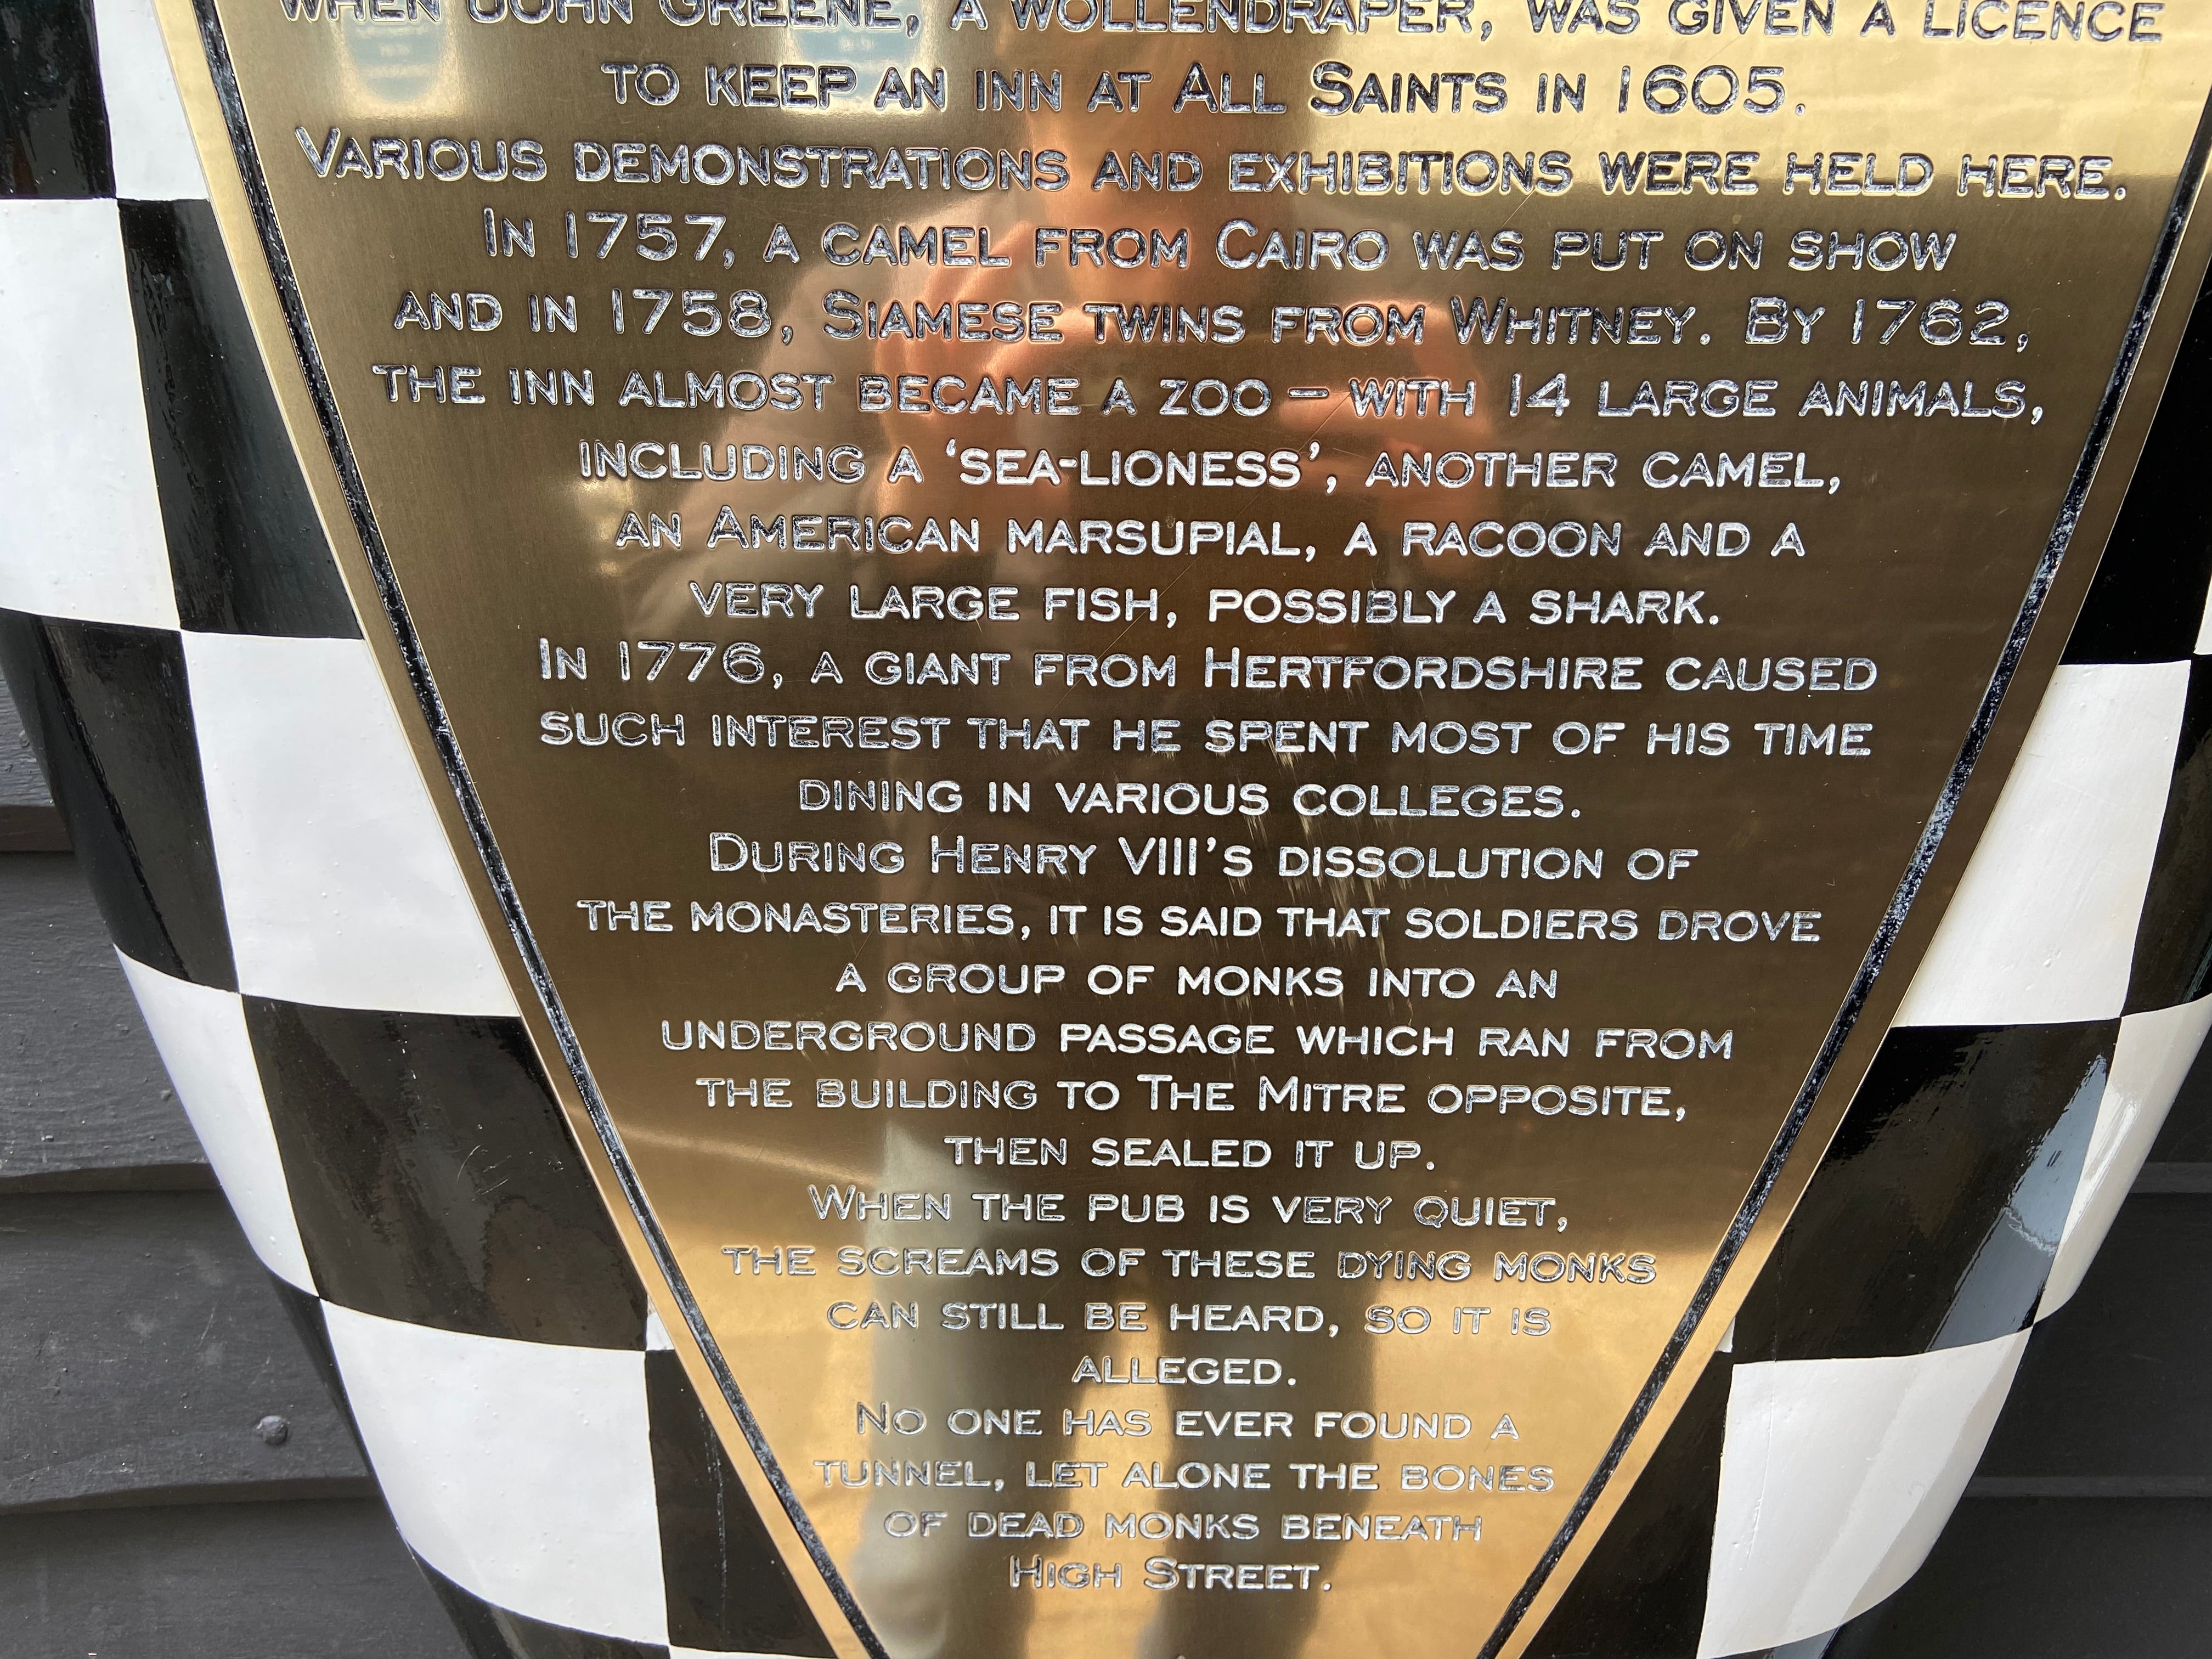 WHEN JOHN GREENE, A WOLLENDRAPER, WAS GIVEN A LICENCE
TO KEEP AN INN AT ALL SAINTS IN 1605.
VARIOUS DEMONSTRATIONS AND EXHIBITIONS WERE HELD HERE.
IN 1757, A CAMEL FROM CAIRO WAS PUT ON SHOW
AND IN 1758, SIAMESE TWINS FROM WHITNEY. BY 1762,
THE INN ALMOST BECAME A ZOO – WITH 14 LARGE ANIMALS,
INCLUDING A ‘SEA-LIONESS’, ANOTHER CAMEL,
AN AMERICAN MARSUPIAL, A RACOON AND A
VERY LARGE FISH, POSSIBLY A SHARK.
IN 1776, A GIANT FROM HERTFORDSHIRE CAUSED
SUCH INTEREST THAT HE SPENT MOST OF HIS TIME
DINING IN VARIOUS COLLEGES.
DURING HENRY VIII’S DISSOLUTION OF
THE MONASTERIES, IT IS SAID THAT SOLDIERS DROVE
A GROUP OF MONKS INTO AN
UNDERGROUND PASSAGE WHICH RAN FROM
THE BUILDING TO THE MITRE OPPOSITE,
THEN SEALED IT UP.
WHEN THE PUB IS VERY QUIET,
THE SCREAMS OF THESE DYING MONKS
CAN STILL BE HEARD, SO IT IS
ALLEGED.
NO ONE HAS EVER FOUND A
TUNNEL, LET ALONE THE BONES
OF DEAD MONKS BENEATH
HIGH STREET.